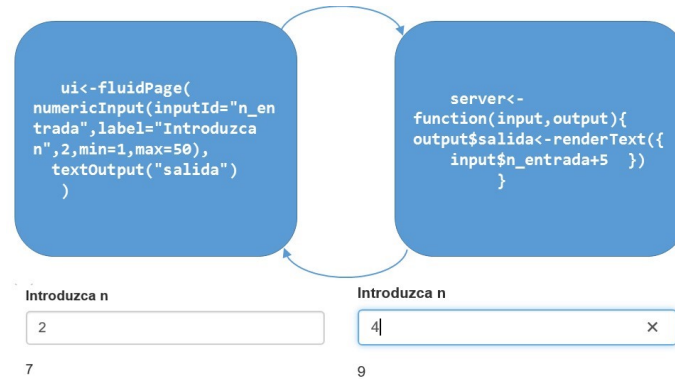 ui<-fluidPage(
numericInput(inputId="n_en
trada",label="Introduzca
n",2,min=1,max=50),
textOutput("salida")
)
server<-
function(input,output){
output$salida<-renderText({
input$n_entrada+5 })
}
Introduzca n
2
7
Introduzca n
4
9